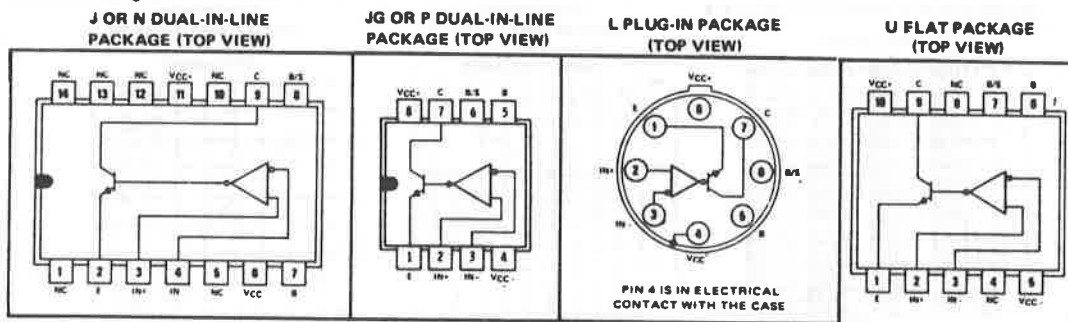 J OR N DUAL-IN-LINE
PACKAGE (TOP VIEW)
NC NC NC VCC+ NC C B/S
14 13 12 11 10 9 8
1 2 3 4 5 6 7
NC E IN+ IN NC VCC B
JG OR P DUAL-IN-LINE
PACKAGE (TOP VIEW)
VCC+ C B/S B
8 7 6 5
1 2 3 4
E IN+ IN- VCC-
L PLUG-IN PACKAGE
(TOP VIEW)
VCC+
8
E
1
7
C
IN+
2
6
B/S
3
IN-
5
B
4
VCC
PIN 4 IS IN ELECTRICAL
CONTACT WITH THE CASE
U FLAT PACKAGE
(TOP VIEW)
VCC+ C NC B/S B
10 9 8 7 6
1 2 3 4 5
E IN+ IN- NC VCC-